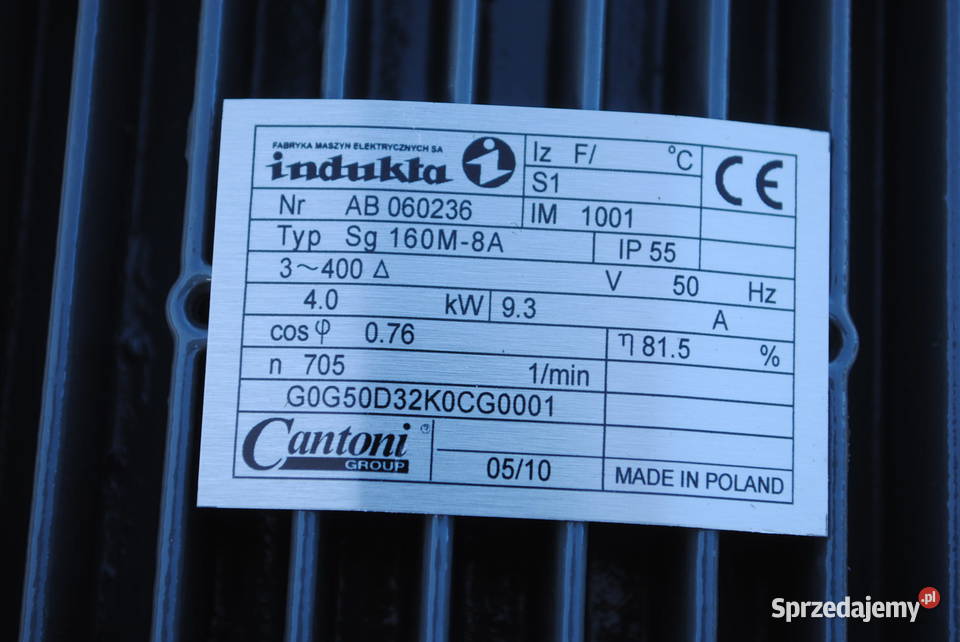 FABRYKA MASZYN ELEKTRYCZNYCH SA
indukta
Iz F/ °C
CE
S1
Nr AB 060236
IM 1001
Typ Sg 160M-8A
IP 55
3~400 Δ V 50 Hz
4.0 kW 9.3 A
cosφ 0.76
η 81.5 %
n 705 1/min
G0G50D32K0CG0001
Cantoni ®
GROUP
05/10
MADE IN POLAND
Sprzedajemy.pl